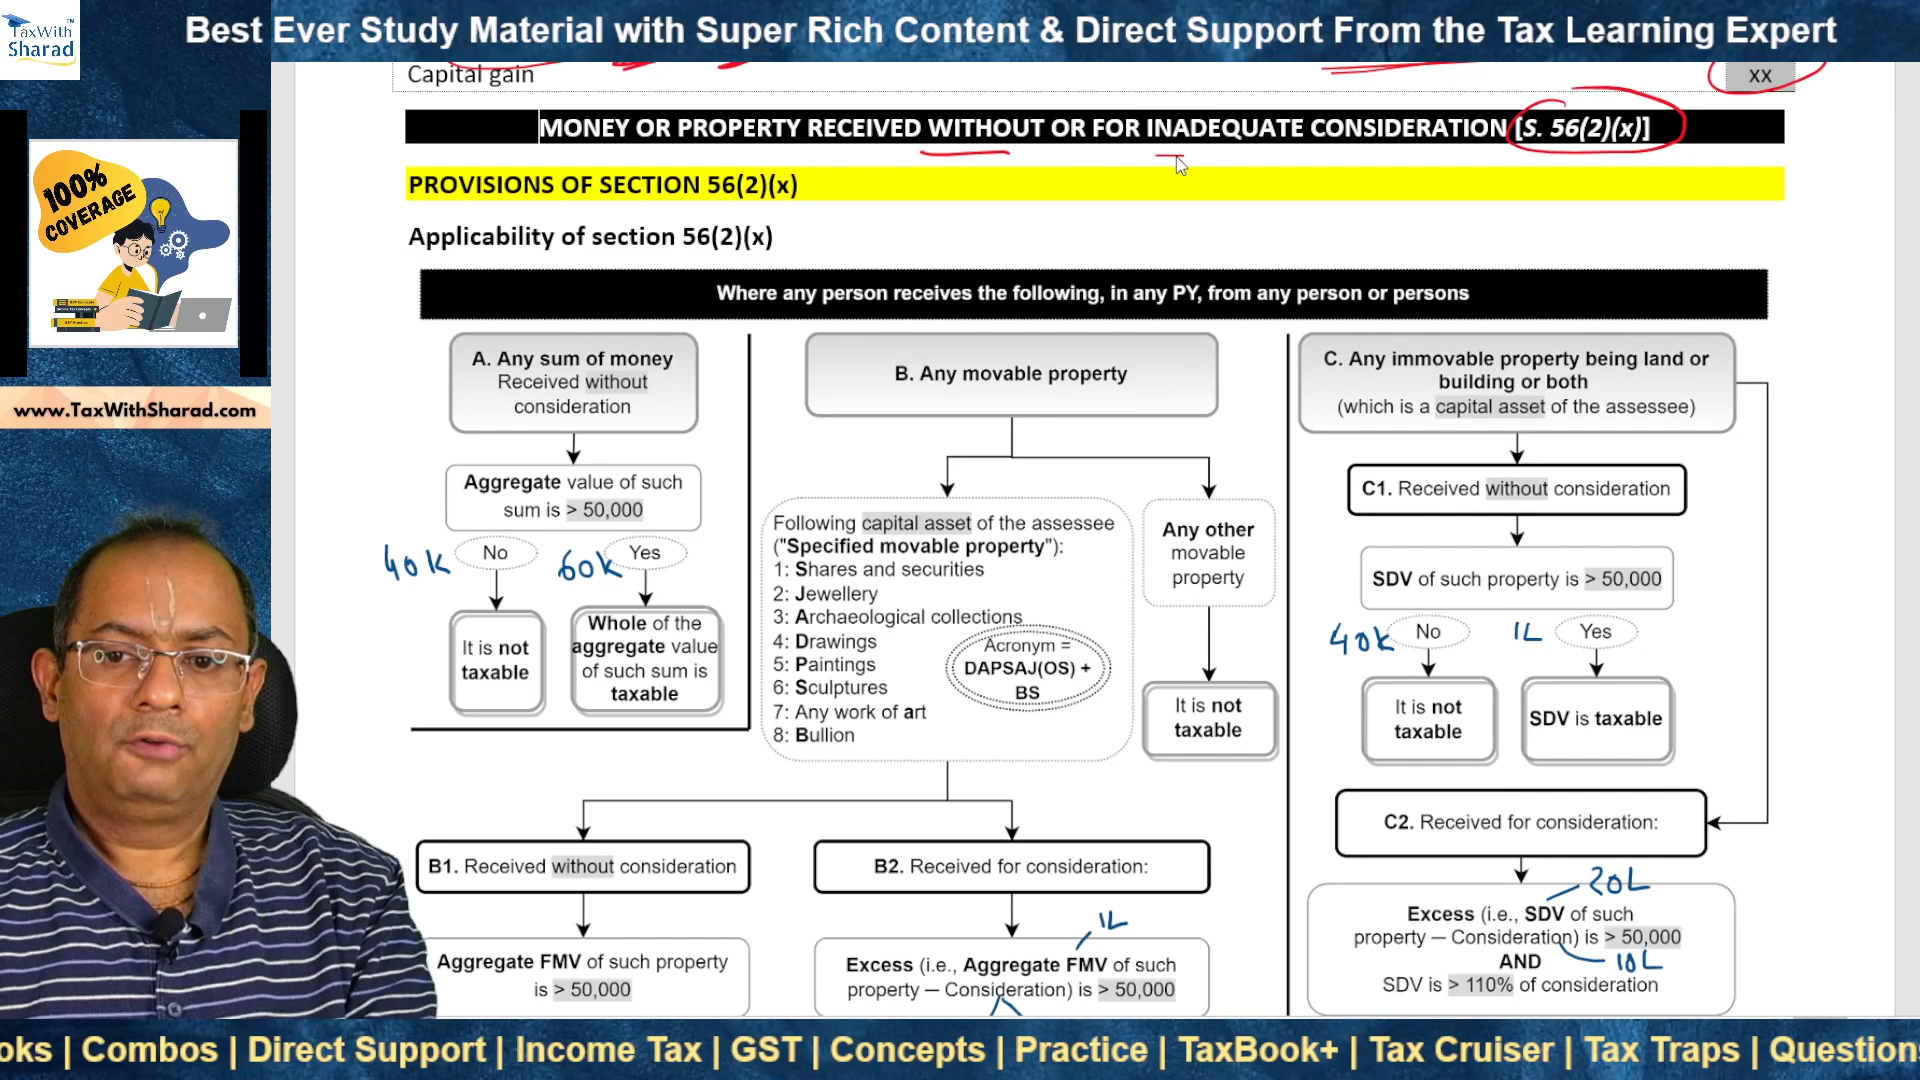 TaxWith
Sharad
TM
Best Ever Study Material with Super Rich Content & Direct Support From the Tax Learning Expert
100%
COVERAGE
www.TaxWithSharad.com
Capital gain
xx
MONEY OR PROPERTY RECEIVED WITHOUT OR FOR INADEQUATE CONSIDERATION [S. 56(2)(x)]
PROVISIONS OF SECTION 56(2)(x)
Applicability of section 56(2)(x)
Where any person receives the following, in any PY, from any person or persons
A. Any sum of money
Received without
consideration
Aggregate value of such
sum is > 50,000
40K
No
60K
Yes
It is not
taxable
Whole of the
aggregate value
of such sum is
taxable
B. Any movable property
Following capital asset of the assessee
("Specified movable property"):
1: Shares and securities
2: Jewellery
3: Archaeological collections
4: Drawings
5: Paintings
6: Sculptures
7: Any work of art
8: Bullion
Acronym =
DAPSAJ(OS) +
BS
Any other
movable
property
It is not
taxable
B1. Received without consideration
Aggregate FMV of such property
is > 50,000
B2. Received for consideration:
1L
Excess (i.e., Aggregate FMV of such
property — Consideration) is > 50,000
C. Any immovable property being land or
building or both
(which is a capital asset of the assessee)
C1. Received without consideration
SDV of such property is > 50,000
40K
No
1L
Yes
It is not
taxable
SDV is taxable
C2. Received for consideration:
20L
Excess (i.e., SDV of such
property — Consideration) is > 50,000
10L
AND
SDV is > 110% of consideration
oks | Combos | Direct Support | Income Tax | GST | Concepts | Practice | TaxBook+ | Tax Cruiser | Tax Traps | Question